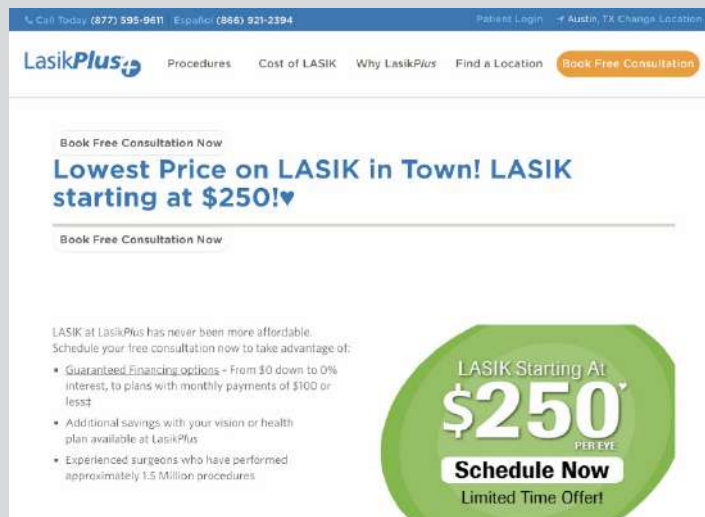 Call Today (877) 595-9611 Español (866) 921-2394
Patient Login Austin, TX Change Location
LasikPlus
Procedures Cost of LASIK Why LasikPlus Find a Location Book Free Consultation
Book Free Consultation Now
Lowest Price on LASIK in Town! LASIK
starting at $250!♥
Book Free Consultation Now
LASIK at LasikPlus has never been more affordable.
Schedule your free consultation now to take advantage of:
• Guaranteed Financing options – From $0 down to 0%
interest, to plans with monthly payments of $100 or
less‡
• Additional savings with your vision or health
plan available at LasikPlus
• Experienced surgeons who have performed
approximately 1.5 Million procedures
LASIK Starting At
$250♥
PER EYE
Schedule Now
Limited Time Offer!